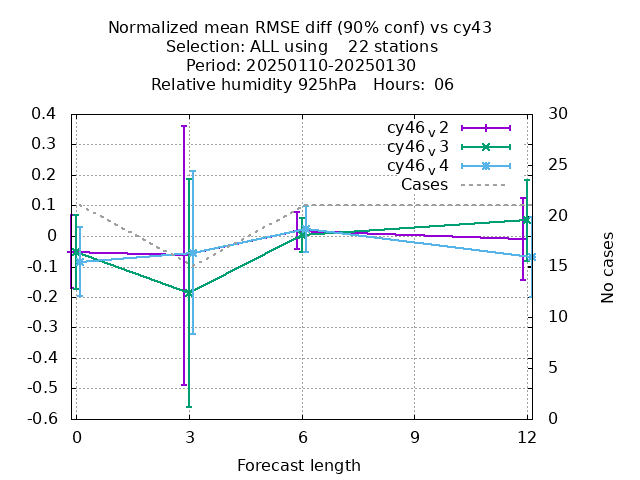 Normalized mean RMSE diff (90% conf) vs cy43
Selection: ALL using 22 stations
Period: 20250110-20250130
Relative humidity 925hPa Hours: 06
cy46_v2
cy46_v3
cy46_v4
Cases
0.4
0.3
0.2
0.1
0
-0.1
-0.2
-0.3
-0.4
-0.5
-0.6
30
25
20
15
10
5
0
No cases
0 3 6 9 12
Forecast length